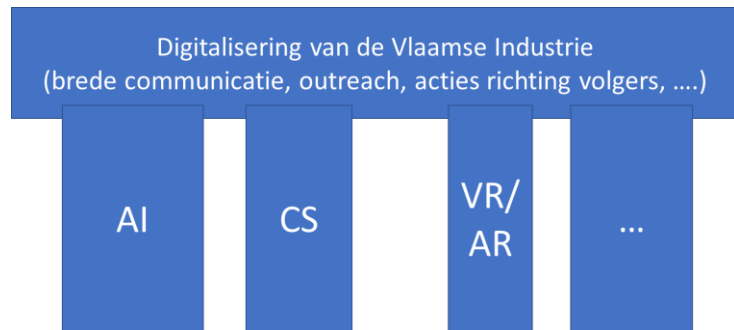 Digitalisering van de Vlaamse Industrie
(brede communicatie, outreach, acties richting volgers, ....)
AI
CS
VR/
AR
...